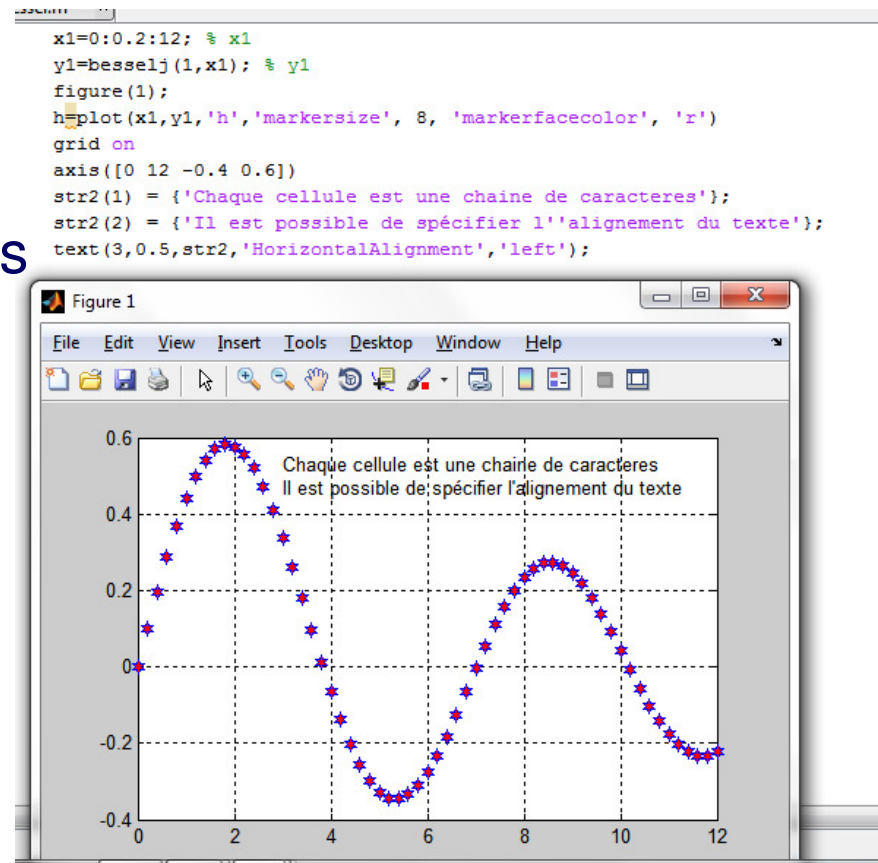 x1=0:0.2:12; % x1
y1=besselj(1,x1); % y1
figure(1);
h=plot(x1,y1,'h','markersize', 8, 'markerfacecolor', 'r')
grid on
axis([0 12 -0.4 0.6])
str2(1) = {'Chaque cellule est une chaine de caracteres'};
str2(2) = {'Il est possible de spécifier l''alignement du texte'};
s
text(3,0.5,str2,'HorizontalAlignment','left');
Figure 1
File Edit View Insert Tools Desktop Window Help
Chaque cellule est une chaine de caracteres
Il est possible de spécifier l'alignement du texte
0.6
0.4
0.2
0
-0.2
-0.4
0 2 4 6 8 10 12